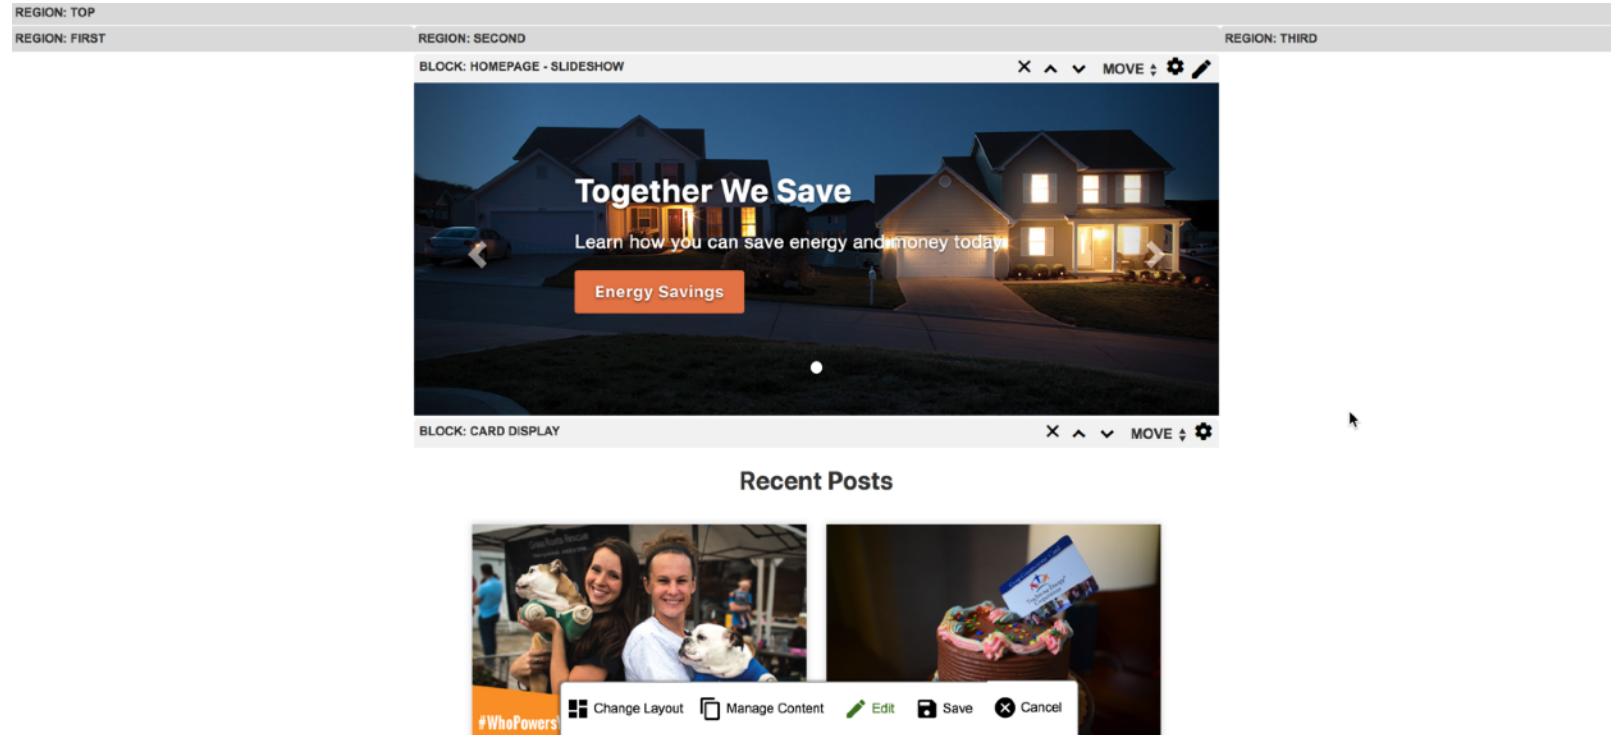 REGION: TOP
REGION: FIRST
REGION: SECOND
REGION: THIRD
BLOCK: HOMEPAGE - SLIDESHOW
MOVE
Together We Save
Learn how you can save energy and money today
Energy Savings
BLOCK: CARD DISPLAY
MOVE
Recent Posts
#WhoPowers
Change Layout
Manage Content
Edit
Save
Cancel